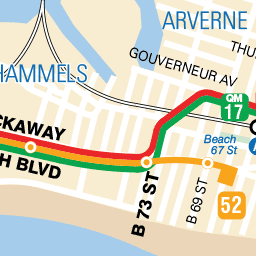 ARVERNE
THU
GOUVERNEUR AV
HAMMELS
QM
17
CKAWAY
H BLVD
Beach
67 St
B 73 ST
B 69 ST
52